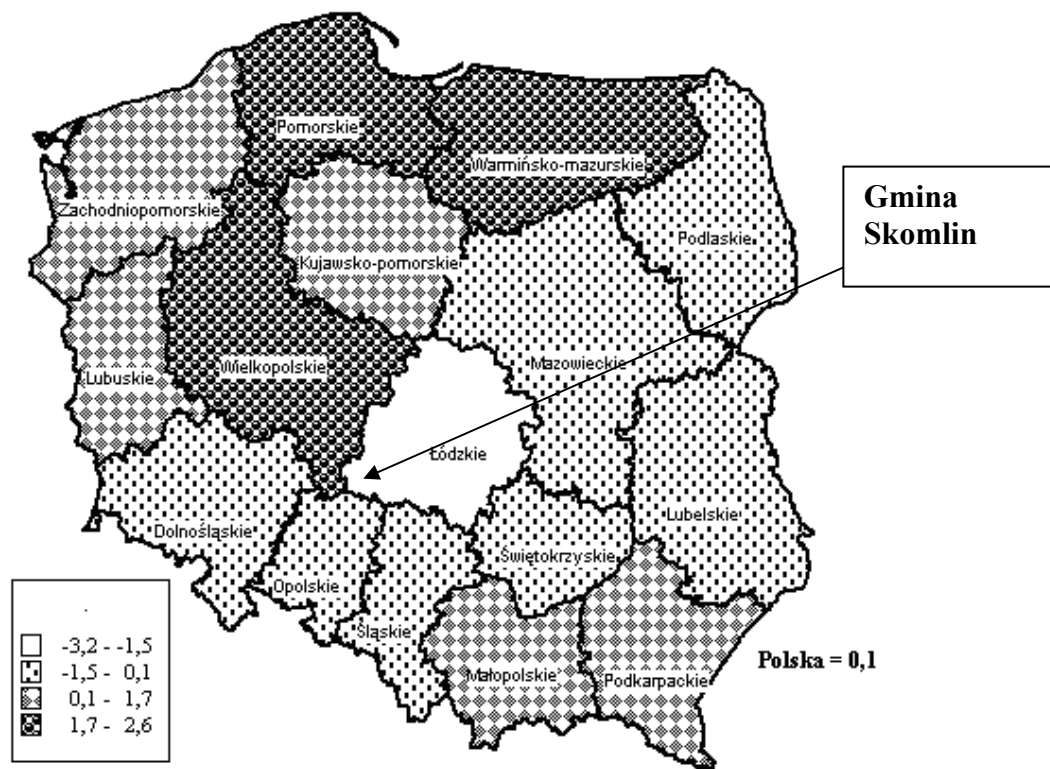 Pomorskie
Warmińsko-mazurskie
Gmina
Skomlin
Zachodniopomorskie
Podlaskie
Kujawsko-pomorskie
Mazowieckie
Wielkopolskie
Lubuskie
Łódzkie
Lubelskie
Dolnośląskie
Świętokrzyskie
Opolskie
Śląskie
Małopolskie
Podkarpackie
Polska = 0,1
-3,2 - -1,5
-1,5 - 0,1
0,1 - 1,7
1,7 - 2,6